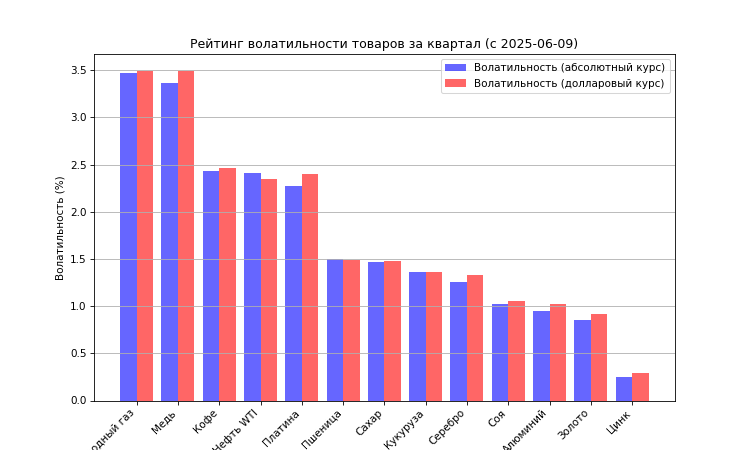 Рейтинг волатильности товаров за квартал (с 2025-06-09)
Волатильность (абсолютный курс)
Волатильность (долларовый курс)
Волатильность (%)
3.5
3.0
2.5
2.0
1.5
1.0
0.5
0.0
одный газ
Медь
Кофе
Нефть WTI
Платина
Пшеница
Сахар
Кукуруза
Серебро
Соя
Алюминий
Золото
Цинк